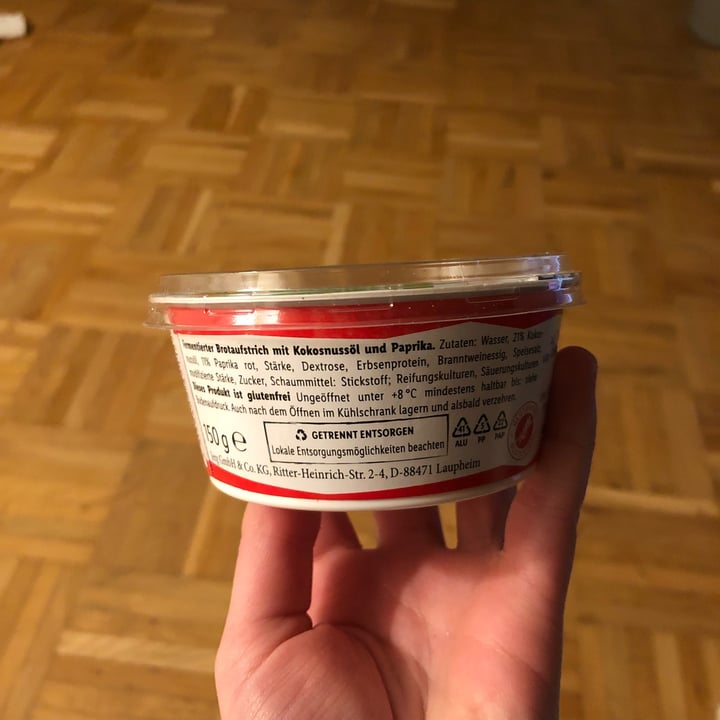 Fermentierter Brotaufstrich mit Kokosnussöl und Paprika. Zutaten: Wasser, 21% Kokos-
nussöl, 11% Paprika rot, Stärke, Dextrose, Erbsenprotein, Branntweinessig, Speisesalz,
modifizierte Stärke, Zucker, Schaummittel: Stickstoff; Reifungskulturen, Säuerungskulturen
Dieses Produkt ist glutenfrei Ungeöffnet unter +8 °C mindestens haltbar bis: siehe
Bodenaufdruck. Auch nach dem Öffnen im Kühlschrank lagern und alsbald verzehren.
150 g e
GETRENNT ENTSORGEN
Lokale Entsorgungsmöglichkeiten beachten
41 5
ALU PP PAP
GmbH & Co. KG, Ritter-Heinrich-Str. 2-4, D-88471 Laupheim